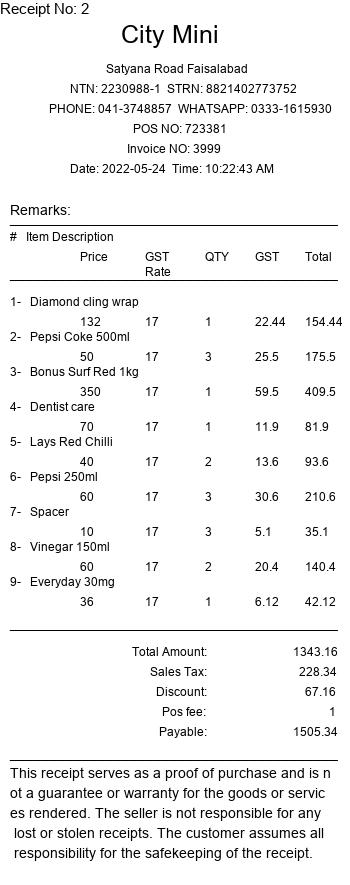 Receipt No: 2
City Mini
Satyana Road Faisalabad
NTN: 2230988-1 STRN: 8821402773752
PHONE: 041-3748857 WHATSAPP: 0333-1615930
POS NO: 723381
Invoice NO: 3999
Date: 2022-05-24 Time: 10:22:43 AM
Remarks:
# Item Description
Price GST Rate QTY GST Total
1- Diamond cling wrap
132 17 1 22.44 154.44
2- Pepsi Coke 500ml
50 17 3 25.5 175.5
3- Bonus Surf Red 1kg
350 17 1 59.5 409.5
4- Dentist care
70 17 1 11.9 81.9
5- Lays Red Chilli
40 17 2 13.6 93.6
6- Pepsi 250ml
60 17 3 30.6 210.6
7- Spacer
10 17 3 5.1 35.1
8- Vinegar 150ml
60 17 2 20.4 140.4
9- Everyday 30mg
36 17 1 6.12 42.12
Total Amount: 1343.16
Sales Tax: 228.34
Discount: 67.16
Pos fee: 1
Payable: 1505.34
This receipt serves as a proof of purchase and is n
ot a guarantee or warranty for the goods or servic
es rendered. The seller is not responsible for any
lost or stolen receipts. The customer assumes all
responsibility for the safekeeping of the receipt.